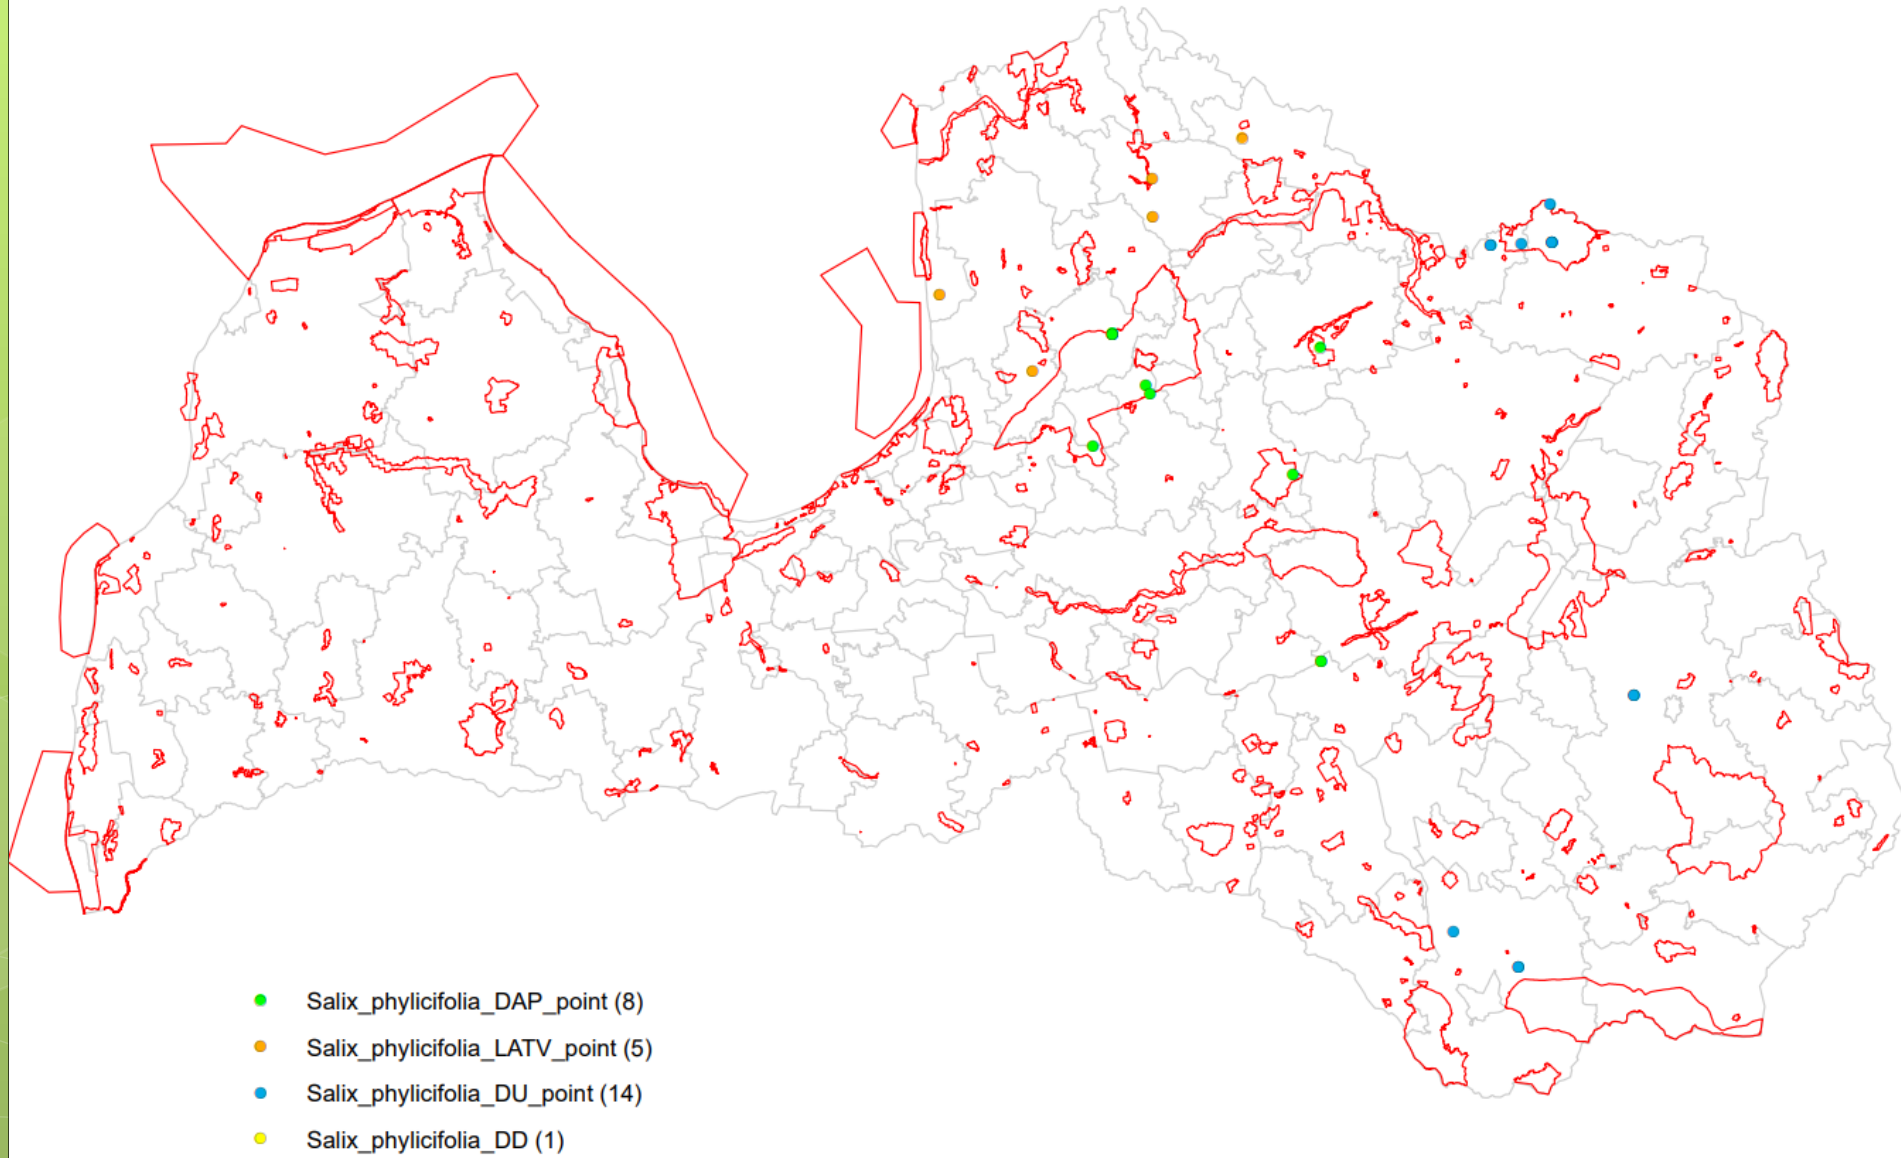 Salix_phylicifolia_DAP_point (8)
Salix_phylicifolia_LATV_point (5)
Salix_phylicifolia_DU_point (14)
Salix_phylicifolia_DD (1)